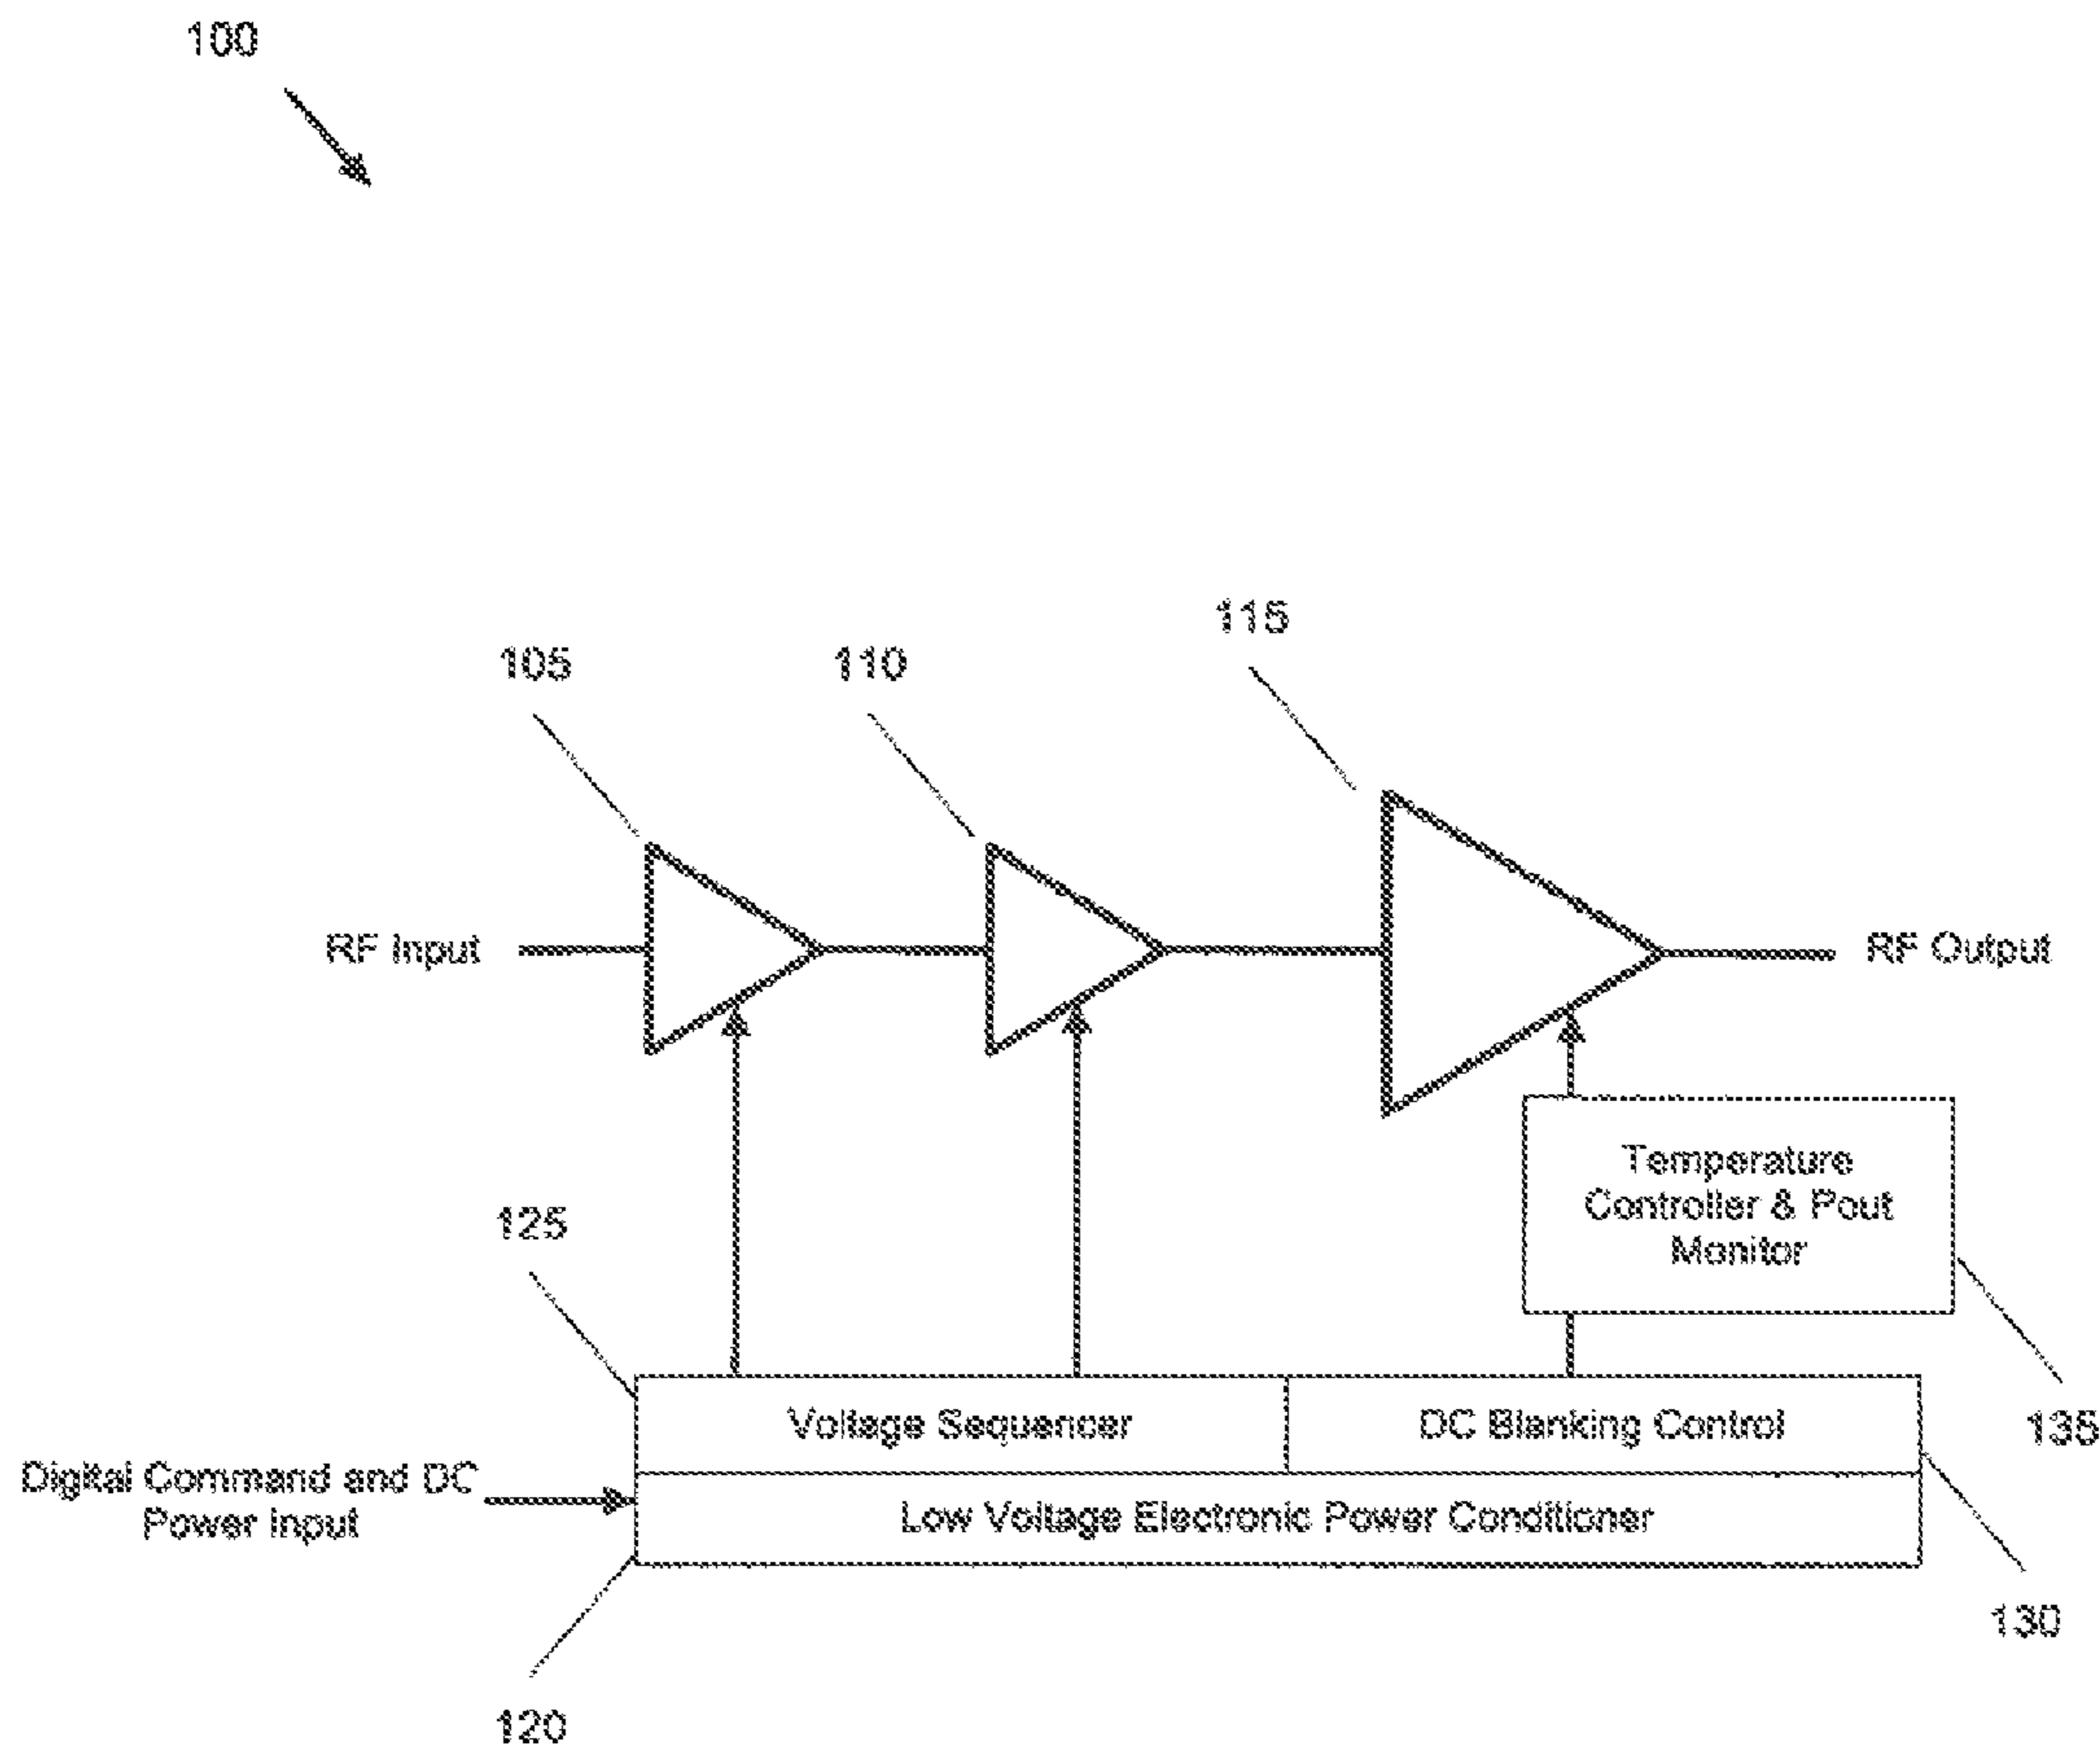 100
115
105
110
RF Input
RF Output
Temperature
Controller & Pout
Monitor
125
135
Voltage Sequencer
DC Blanking Control
Digital Command and DC
Power Input
Low Voltage Electronic Power Conditioner
130
120